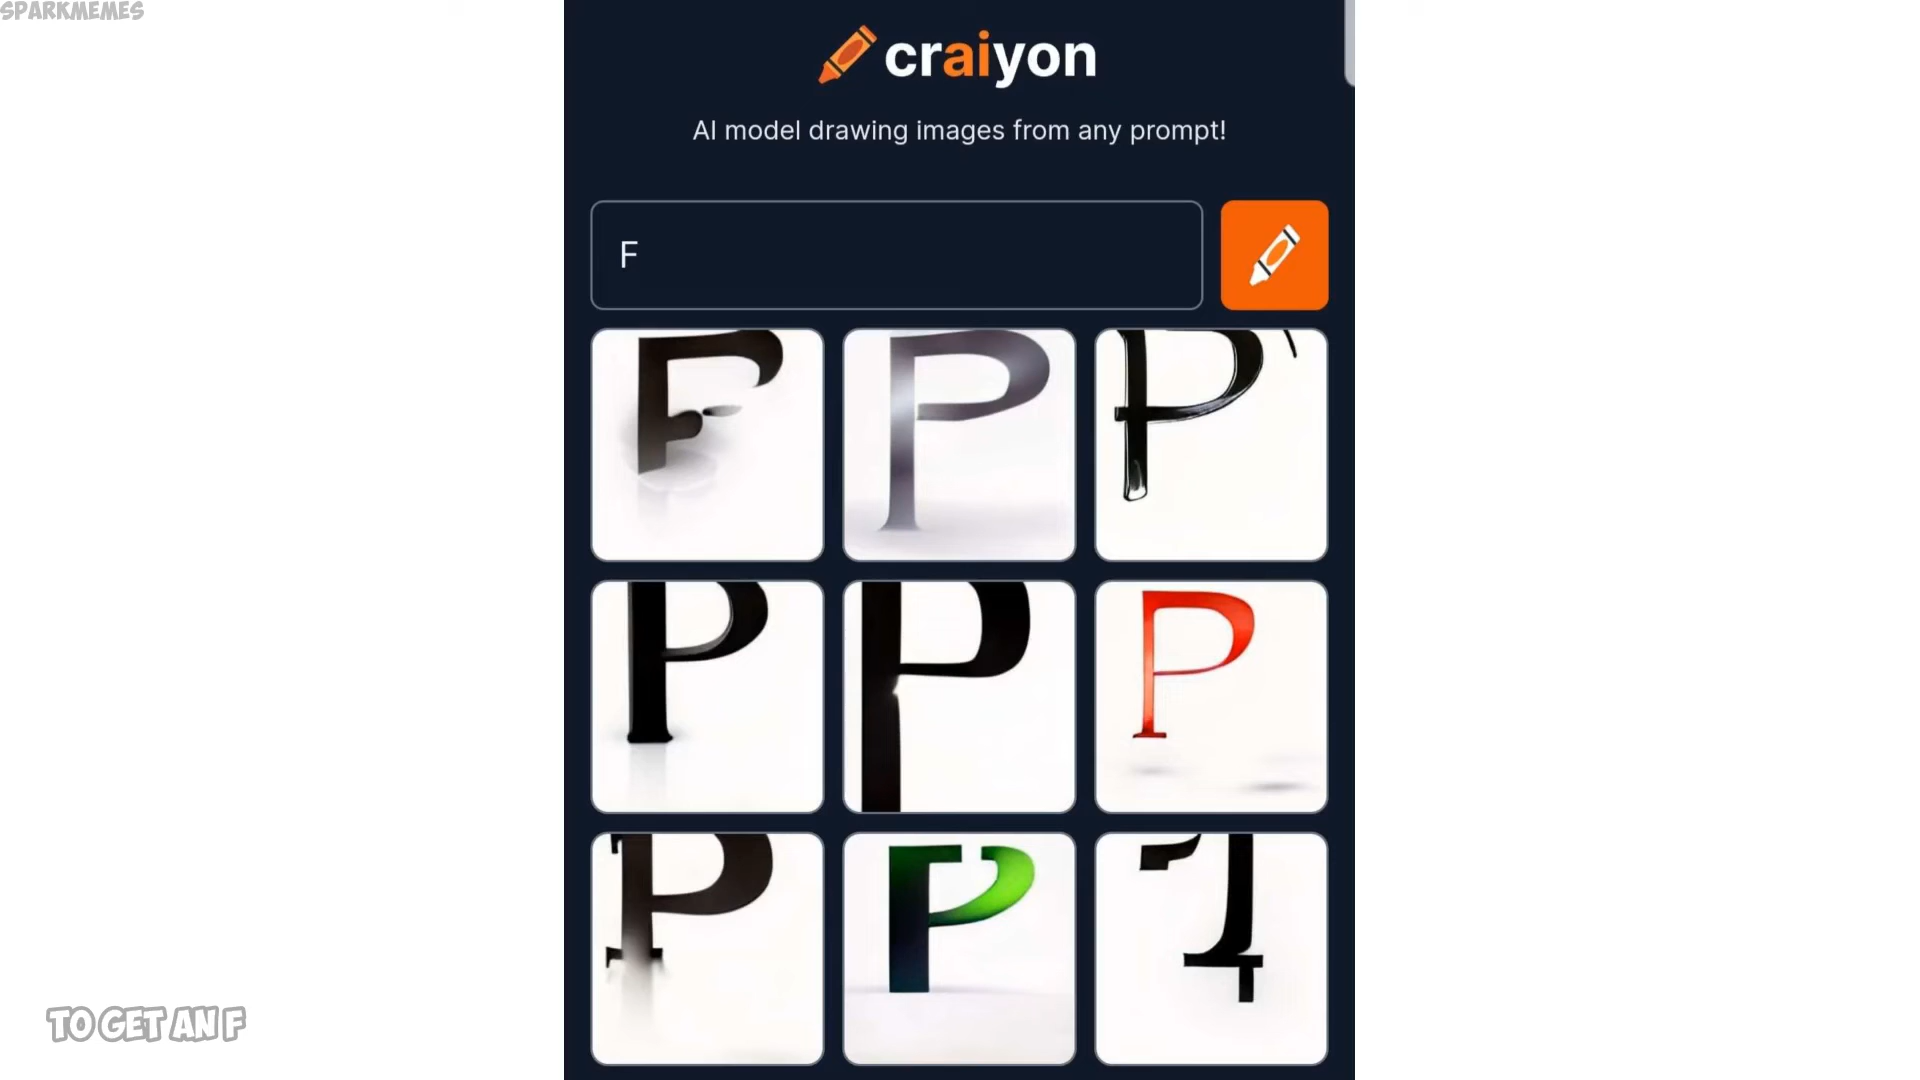 SPARKMEMES
craiyon
AI model drawing images from any prompt!
F
F P P
P P P
P P
TO GET AN F